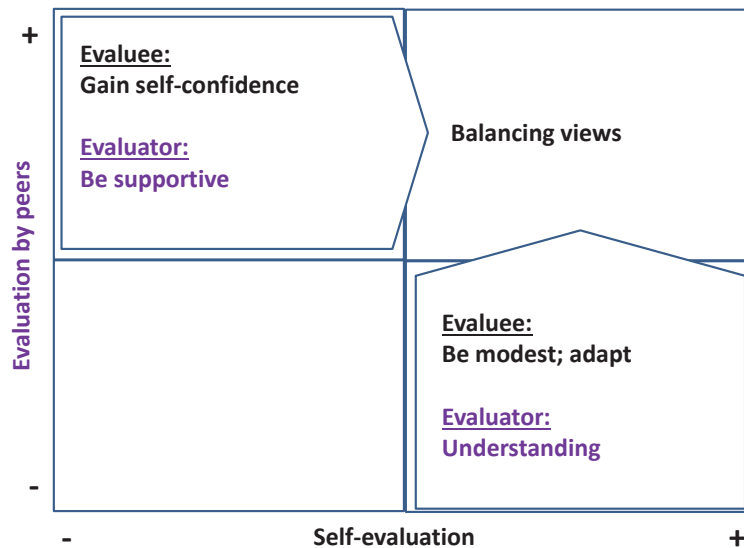 +
Evaluee:
Gain self-confidence
Evaluator:
Be supportive
Balancing views
Evaluation by peers
Evaluee:
Be modest; adapt
Evaluator:
Understanding
-
-
Self-evaluation
+